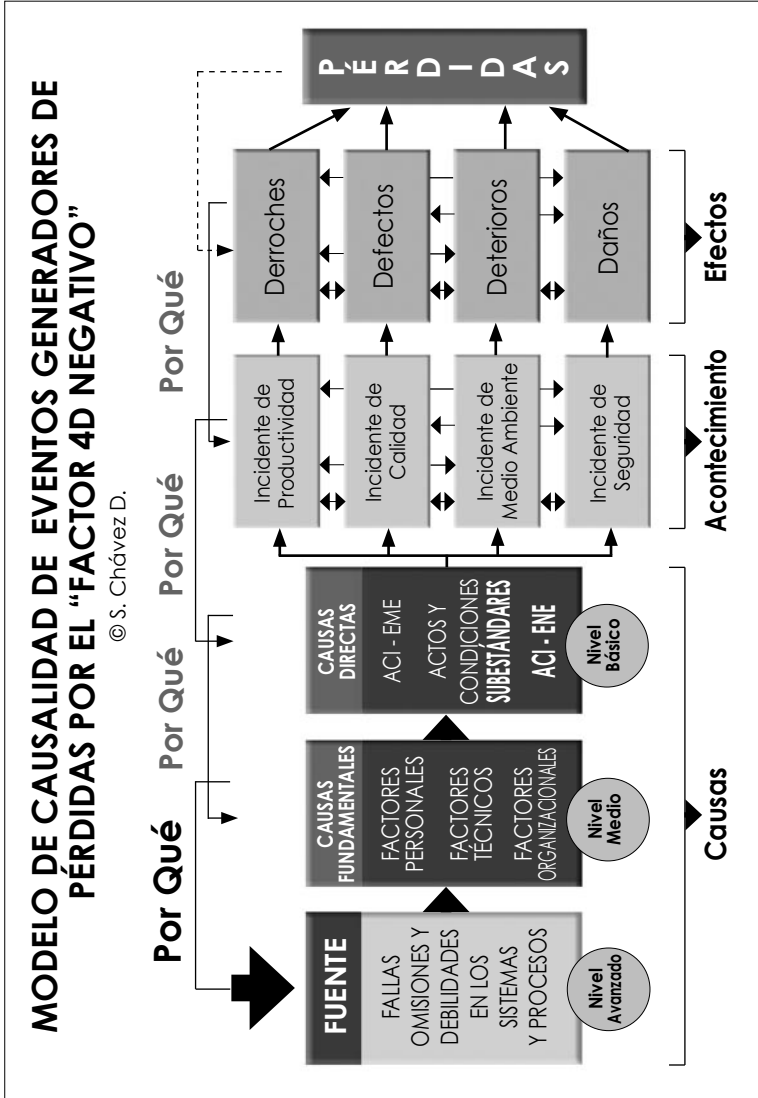 MODELO DE CAUSALIDAD DE EVENTOS GENERADORES DE
PÉRDIDAS POR EL “FACTOR 4D NEGATIVO”
© S. Chávez D.
Por Qué
Por Qué
Por Qué
Por Qué
FUENTE
FALLAS
OMISIONES Y
DEBILIDADES
EN LOS
SISTEMAS
Y PROCESOS
Nivel
Avanzado
CAUSAS
FUNDAMENTALES
FACTORES
PERSONALES
FACTORES
TÉCNICOS
FACTORES
ORGANIZACIONALES
Nivel
Medio
CAUSAS
DIRECTAS
ACI - EME
ACTOS Y
CONDICIONES
SUBESTÁNDARES
ACI - ENE
Nivel
Básico
Incidente de
Productividad
Incidente de
Calidad
Incidente de
Medio Ambiente
Incidente de
Seguridad
Derroches
Defectos
Deterioros
Daños
PÉRDIDAS
Causas
Acontecimiento
Efectos